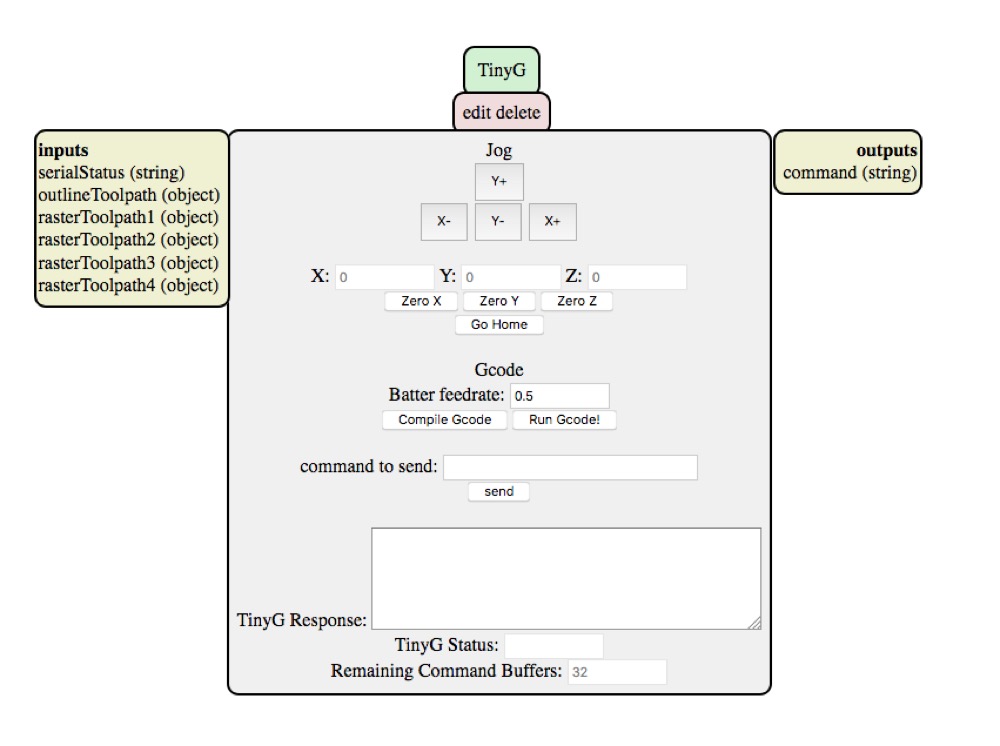 TinyG
edit delete
inputs
serialStatus (string)
outlineToolpath (object)
rasterToolpath1 (object)
rasterToolpath2 (object)
rasterToolpath3 (object)
rasterToolpath4 (object)
Jog
Y+
X- Y- X+
X: 0 Y: 0 Z: 0
Zero X Zero Y Zero Z
Go Home
Gcode
Batter feedrate: 0.5
Compile Gcode Run Gcode!
command to send:
send
TinyG Response:
TinyG Status:
Remaining Command Buffers: 32
outputs
command (string)